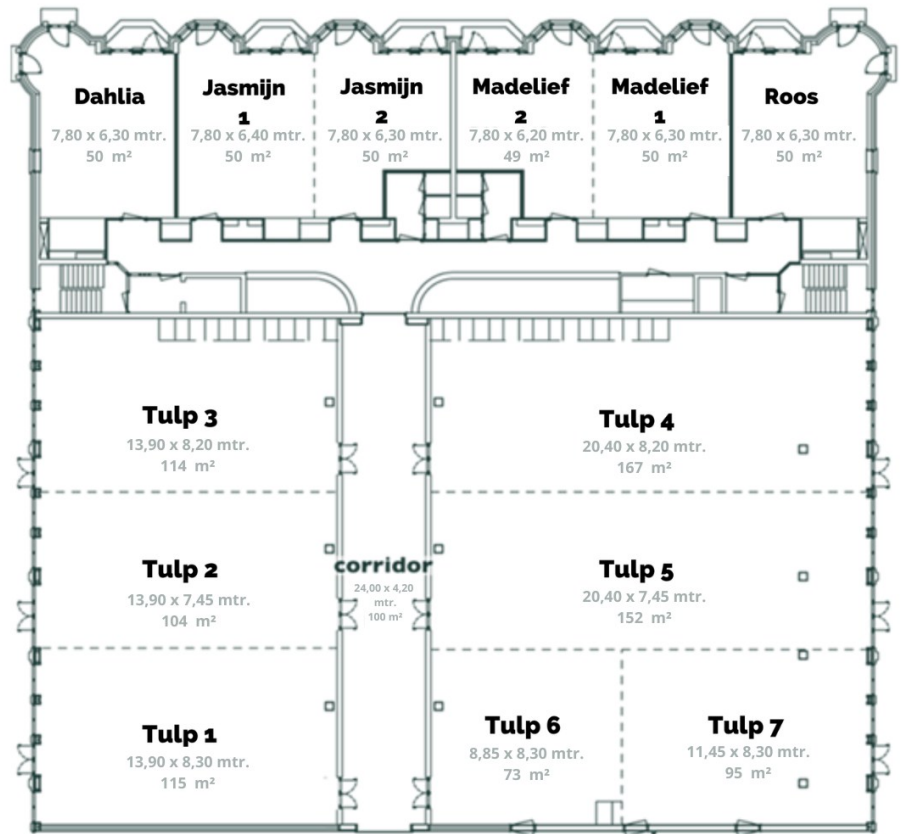 Dahlia
7,80 x 6,30 mtr.
50 m²
Jasmijn
1
7,80 x 6,40 mtr.
50 m²
Jasmijn
2
7,80 x 6,30 mtr.
50 m²
Madelief
2
7,80 x 6,20 mtr.
49 m²
Madelief
1
7,80 x 6,30 mtr.
50 m²
Roos
7,80 x 6,30 mtr.
50 m²
Tulp 3
13,90 x 8,20 mtr.
114 m²
Tulp 4
20,40 x 8,20 mtr.
167 m²
Tulp 2
13,90 x 7,45 mtr.
104 m²
corridor
24,00 x 4,20
mtr.
100 m²
Tulp 5
20,40 x 7,45 mtr.
152 m²
Tulp 1
13,90 x 8,30 mtr.
115 m²
Tulp 6
8,85 x 8,30 mtr.
73 m²
Tulp 7
11,45 x 8,30 mtr.
95 m²